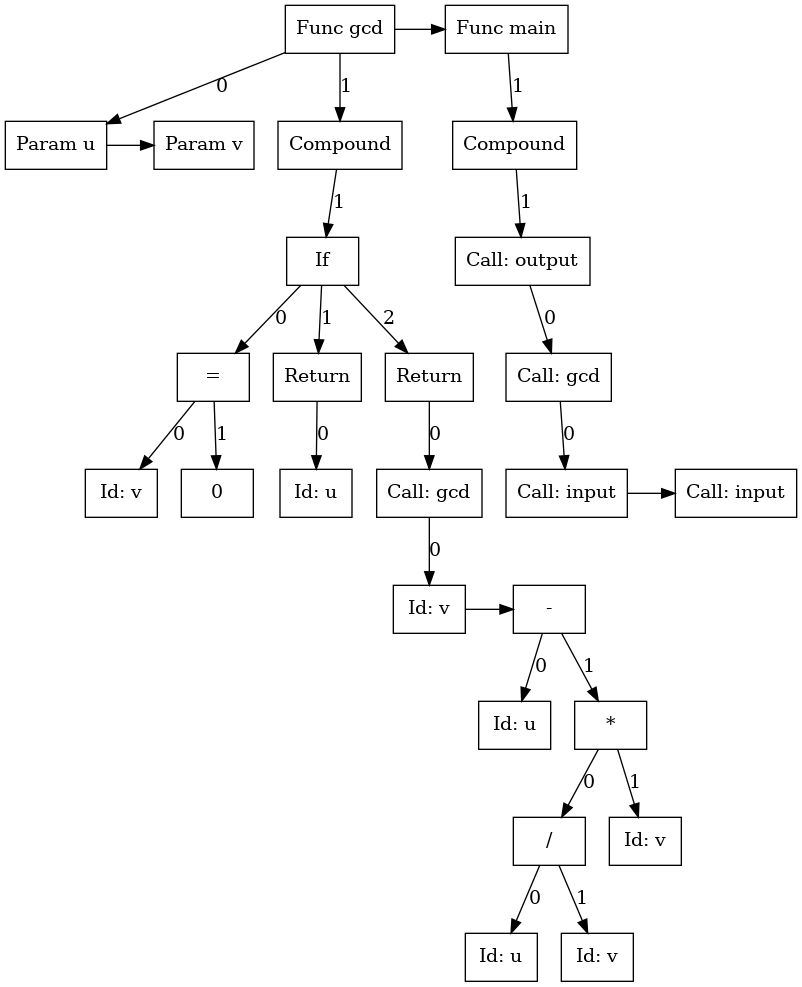 Func gcd
Func main
0
1
1
Param u
Param v
Compound
Compound
1
1
If
Call: output
0
1
2
0
=
Return
Return
Call: gcd
0
1
0
0
0
Id: v
0
Id: u
Call: gcd
Call: input
Call: input
0
Id: v
-
0
1
Id: u
*
0
1
/
Id: v
0
1
Id: u
Id: v